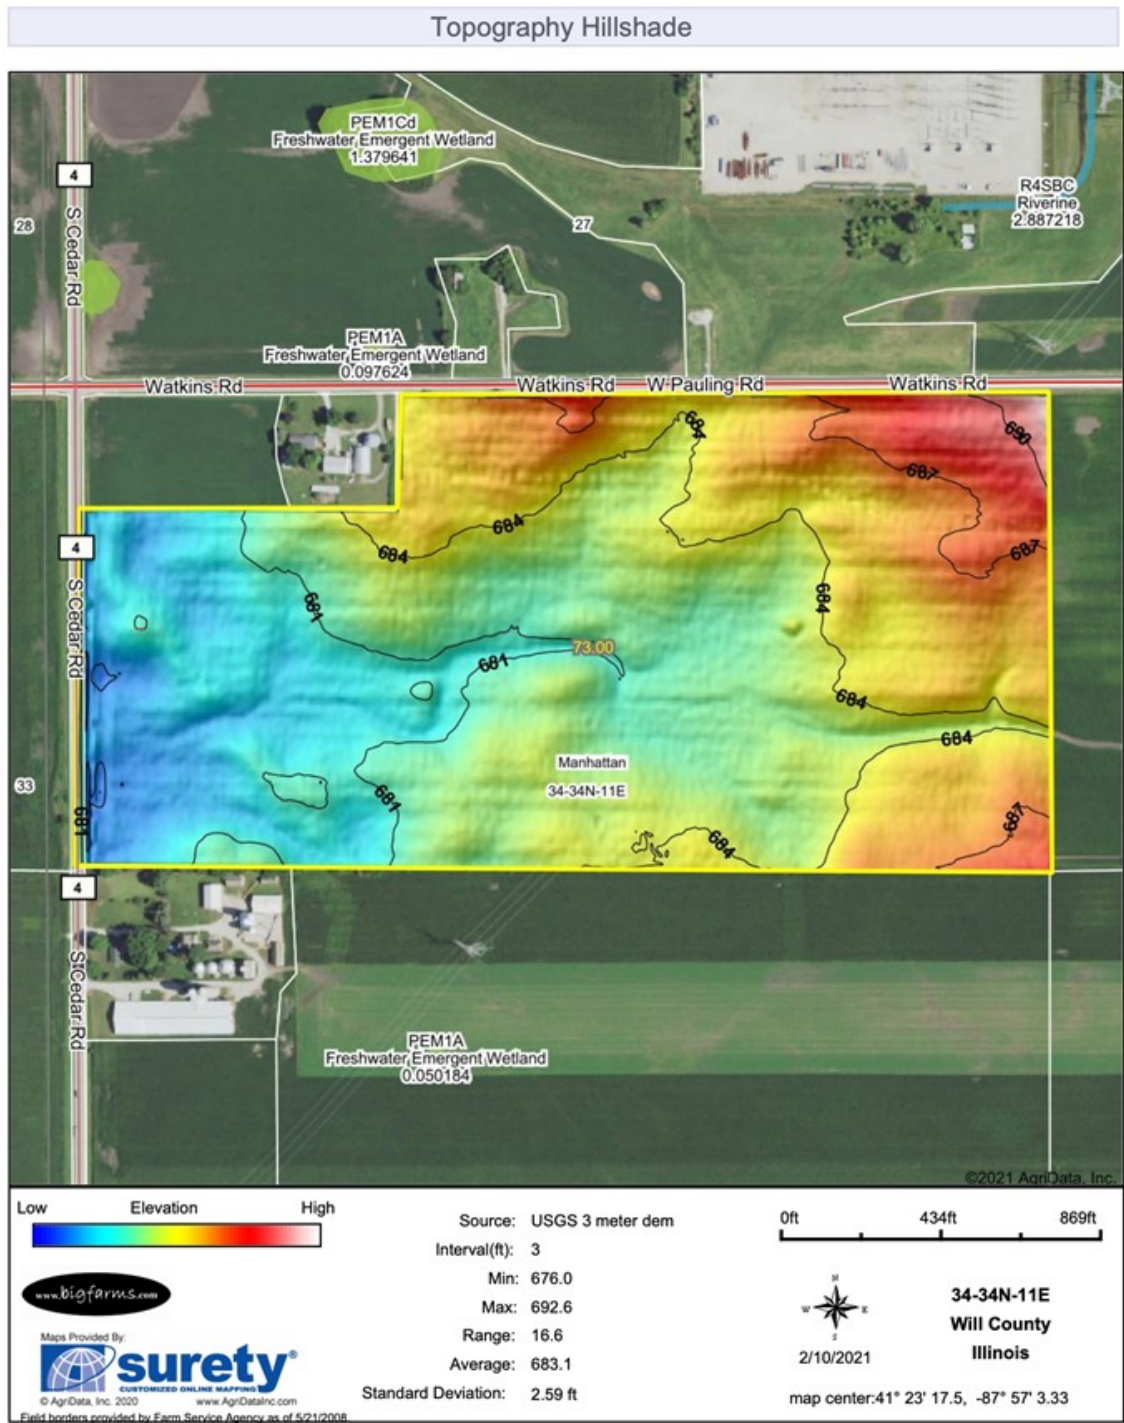 Topography Hillshade
PEM1Cd
Freshwater Emergent Wetland
1.379641
4
R4SBC
Riverine
2.887218
28
27
S Cedar Rd
PEM1A
Freshwater Emergent Wetland
0.097624
Watkins Rd
Watkins Rd
W Pauling Rd
Watkins Rd
684
690
687
684
684
687
4
S Cedar Rd
681
684
73.00
681
684
684
Manhattan
34-34N-11E
33
681
681
687
684
4
S Cedar Rd
PEM1A
Freshwater Emergent Wetland
0.050184
©2021 AgriData, Inc.
Low Elevation High
www.bigfarms.com
Maps Provided By:
surety®
CUSTOMIZED ONLINE MAPPING
© AgriData, Inc. 2020 www.AgriDataInc.com
Field borders provided by Farm Service Agency as of 5/21/2008.
Source: USGS 3 meter dem
Interval(ft): 3
Min: 676.0
Max: 692.6
Range: 16.6
Average: 683.1
Standard Deviation: 2.59 ft
0ft 434ft 869ft
N
W E
S
2/10/2021
34-34N-11E
Will County
Illinois
map center:41° 23' 17.5, -87° 57' 3.33